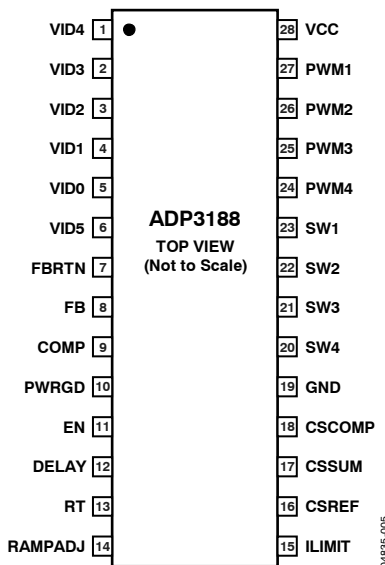 VID4 1
VID3 2
VID2 3
VID1 4
VID0 5
VID5 6
FBRTN 7
FB 8
COMP 9
PWRGD 10
EN 11
DELAY 12
RT 13
RAMPADJ 14
ADP3188
TOP VIEW
(Not to Scale)
28 VCC
27 PWM1
26 PWM2
25 PWM3
24 PWM4
23 SW1
22 SW2
21 SW3
20 SW4
19 GND
18 CSCOMP
17 CSSUM
16 CSREF
15 ILIMIT
04835-005